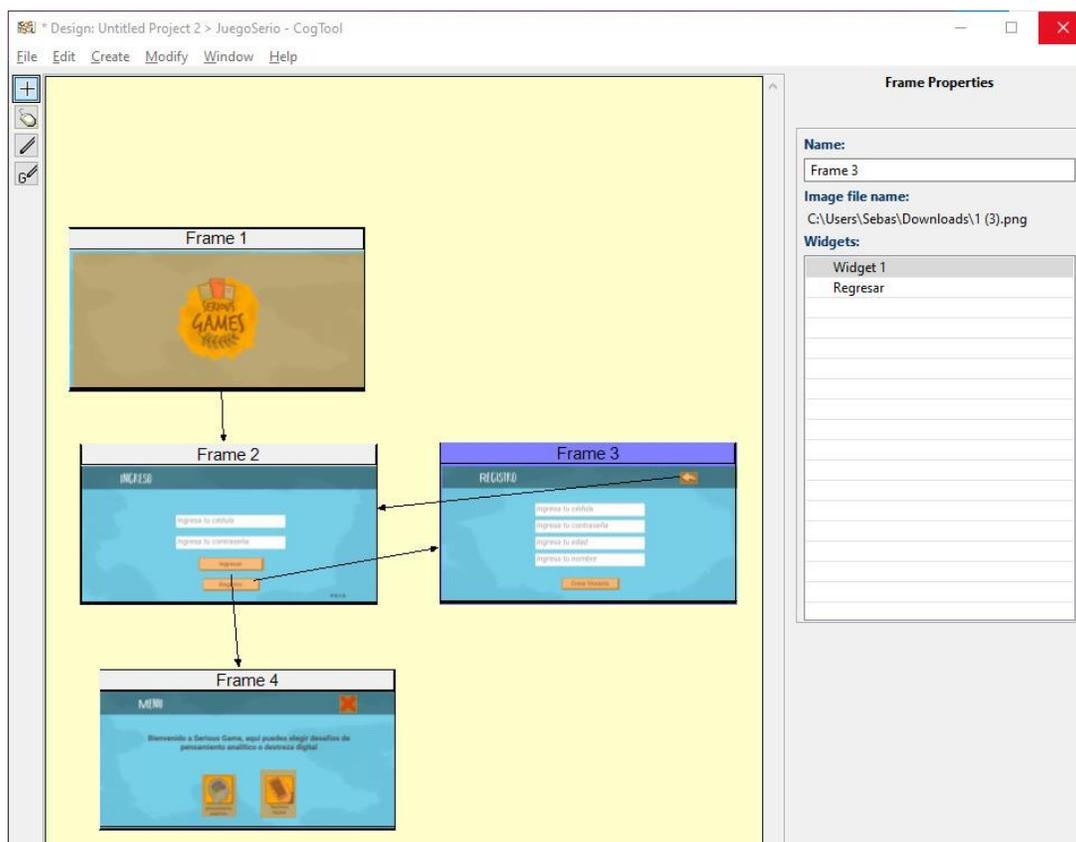 * Design: Untitled Project 2 > JuegoSerio - CogTool
File Edit Create Modify Window Help
Frame Properties
Name:
Frame 3
Image file name:
C:\Users\Sebas\Downloads\1 (3).png
Widgets:
Widget 1
Regresar
G
Frame 1
SERIOUS
GAMES
Frame 2
INGRESO
Ingresa tu cédula
Ingresa tu contraseña
Ingresar
Registro
Frame 3
REGISTRO
Ingresa tu cédula
Ingresa tu contraseña
Ingresa tu edad
Ingresa tu nombre
Crear Usuario
Frame 4
MENU
Bienvenido a Serious Game, aquí puedes elegir desafíos de
pensamiento analítico o destreza digital